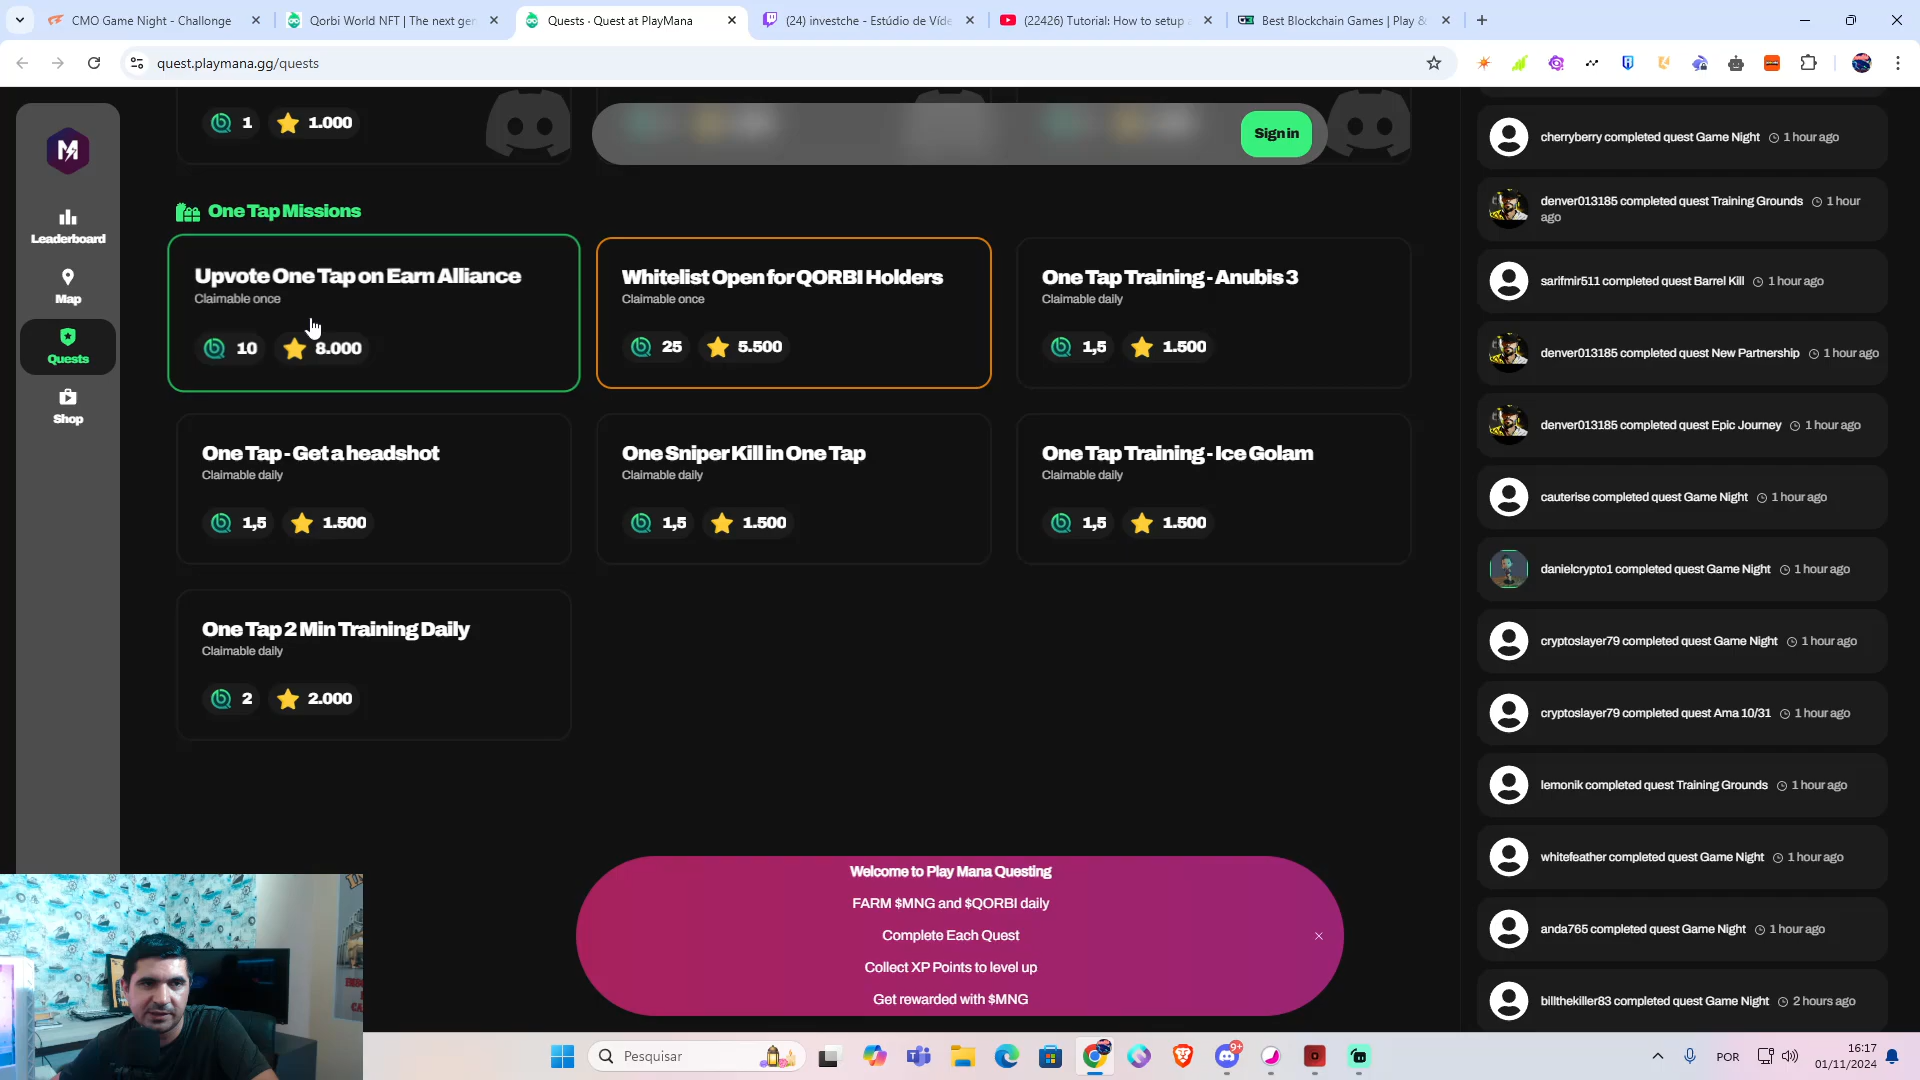 CMO Game Night - Challonge
Qorbi World NFT | The next ger
Quests · Quest at PlayMana
(24) investche - Estúdio de Víde
(22426) Tutorial: How to setup
Best Blockchain Games | Play &
quest.playmana.gg/quests
1 1.000
Sign in
Leaderboard
Map
Quests
Shop
One Tap Missions
Upvote One Tap on Earn Alliance
Claimable once
10 8.000
Whitelist Open for QORBI Holders
Claimable once
25 5.500
One Tap Training - Anubis 3
Claimable daily
1,5 1.500
One Tap - Get a headshot
Claimable daily
1,5 1.500
One Sniper Kill in One Tap
Claimable daily
1,5 1.500
One Tap Training - Ice Golam
Claimable daily
1,5 1.500
One Tap 2 Min Training Daily
Claimable daily
2 2.000
cherryberry completed quest Game Night 1 hour ago
denver013185 completed quest Training Grounds 1 hour
ago
sarifmir511 completed quest Barrel Kill 1 hour ago
denver013185 completed quest New Partnership 1 hour ago
denver013185 completed quest Epic Journey 1 hour ago
cauterise completed quest Game Night 1 hour ago
danielcrypto1 completed quest Game Night 1 hour ago
cryptoslayer79 completed quest Game Night 1 hour ago
cryptoslayer79 completed quest Ama 10/31 1 hour ago
lemonik completed quest Training Grounds 1 hour ago
whitefeather completed quest Game Night 1 hour ago
anda765 completed quest Game Night 1 hour ago
billthekiller83 completed quest Game Night 2 hours ago
Welcome to Play Mana Questing
FARM $MNG and $QORBI daily
Complete Each Quest
Collect XP Points to level up
Get rewarded with $MNG
Pesquisar
9+
POR
16:17
01/11/2024